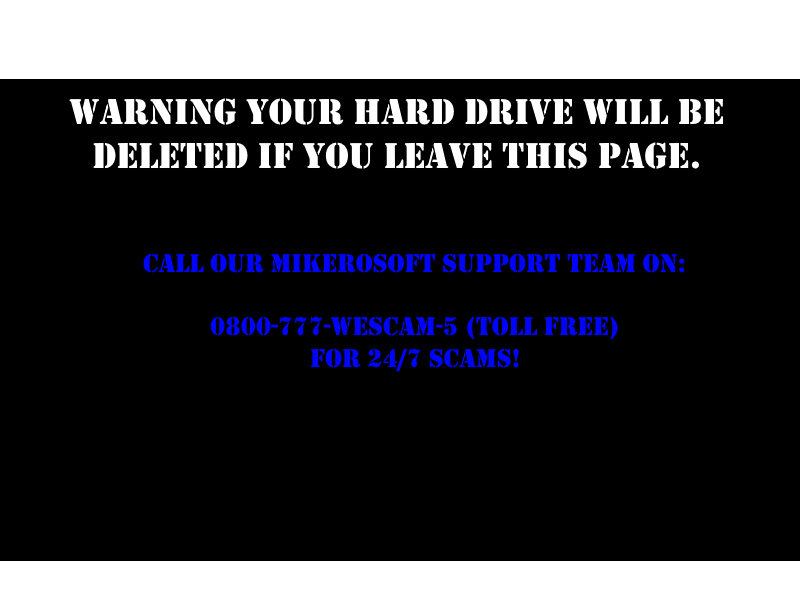 WARNING YOUR HARD DRIVE WILL BE
DELETED IF YOU LEAVE THIS PAGE.
CALL OUR MIKEROSOFT SUPPORT TEAM ON:
0800-777-WESCAM-5 (TOLL FREE)
FOR 24/7 SCAMS!